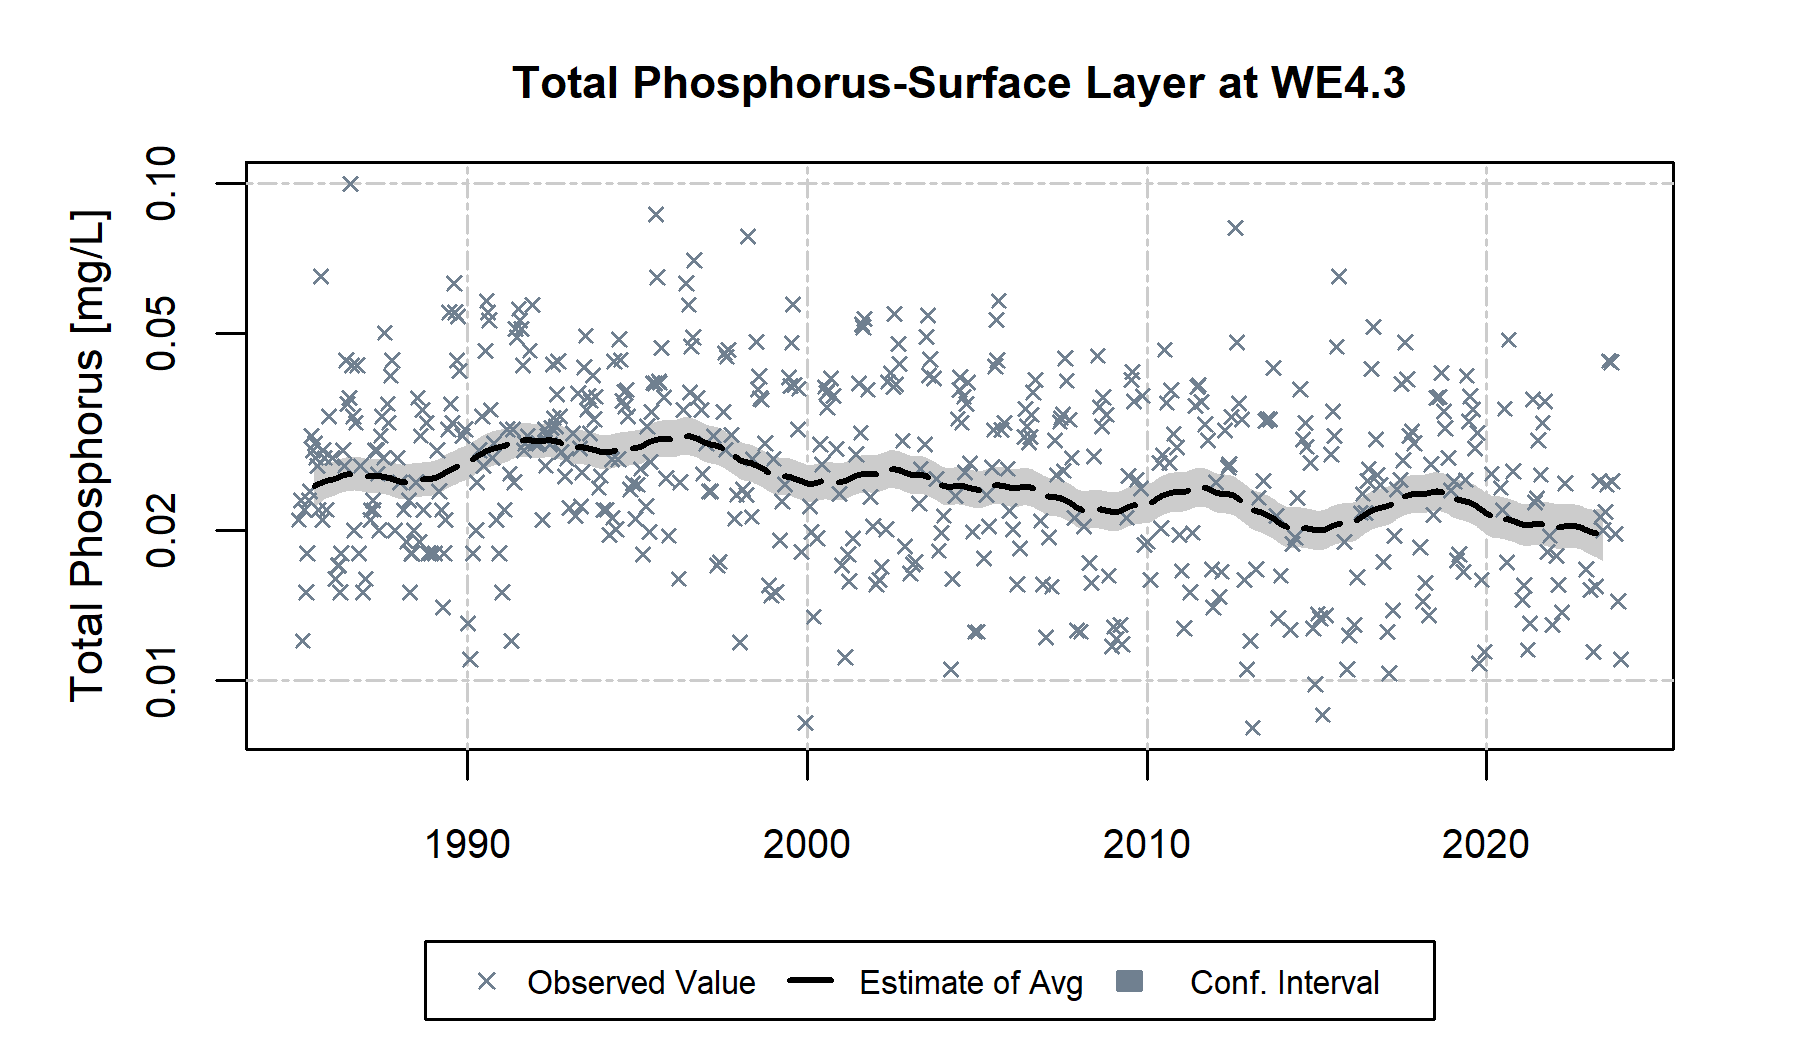 Total Phosphorus-Surface Layer at WE4.3
Total Phosphorus [mg/L]
0.10
0.05
0.02
0.01
1990 2000 2010 2020
Observed Value Estimate of Avg Conf. Interval